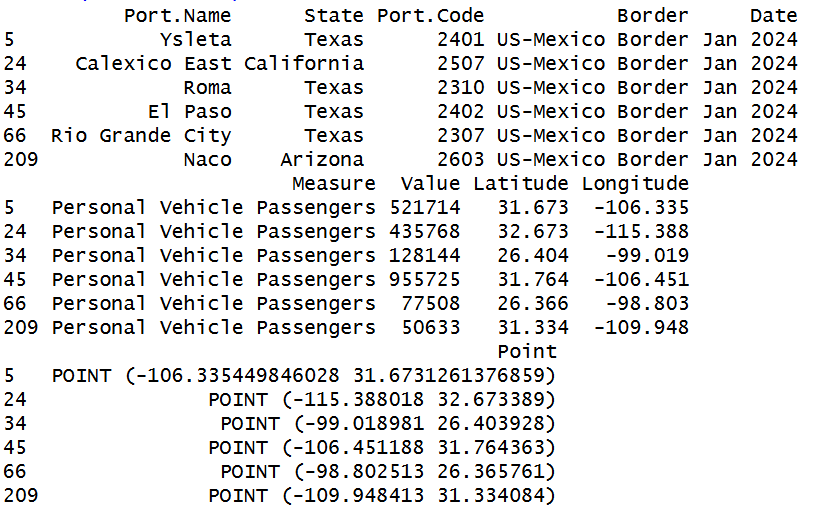 Port.Name State Port.Code Border Date
5 Ysleta Texas 2401 US-Mexico Border Jan 2024
24 Calexico East California 2507 US-Mexico Border Jan 2024
34 Roma Texas 2310 US-Mexico Border Jan 2024
45 El Paso Texas 2402 US-Mexico Border Jan 2024
66 Rio Grande City Texas 2307 US-Mexico Border Jan 2024
209 Naco Arizona 2603 US-Mexico Border Jan 2024
Measure Value Latitude Longitude
5 Personal Vehicle Passengers 521714 31.673 -106.335
24 Personal Vehicle Passengers 435768 32.673 -115.388
34 Personal Vehicle Passengers 128144 26.404 -99.019
45 Personal Vehicle Passengers 955725 31.764 -106.451
66 Personal Vehicle Passengers 77508 26.366 -98.803
209 Personal Vehicle Passengers 50633 31.334 -109.948
Point
5 POINT (-106.335449846028 31.6731261376859)
24 POINT (-115.388018 32.673389)
34 POINT (-99.018981 26.403928)
45 POINT (-106.451188 31.764363)
66 POINT (-98.802513 26.365761)
209 POINT (-109.948413 31.334084)